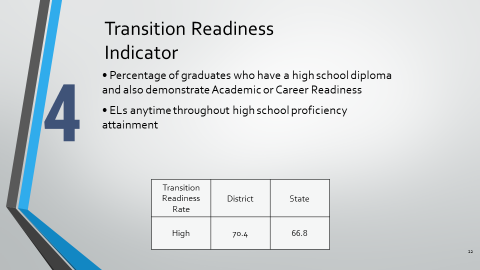 Transition Readiness
Indicator
4
• Percentage of graduates who have a high school diploma
and also demonstrate Academic or Career Readiness
• ELs anytime throughout high school proficiency
attainment
Transition
Readiness
Rate
District
State
High
70.4
66.8